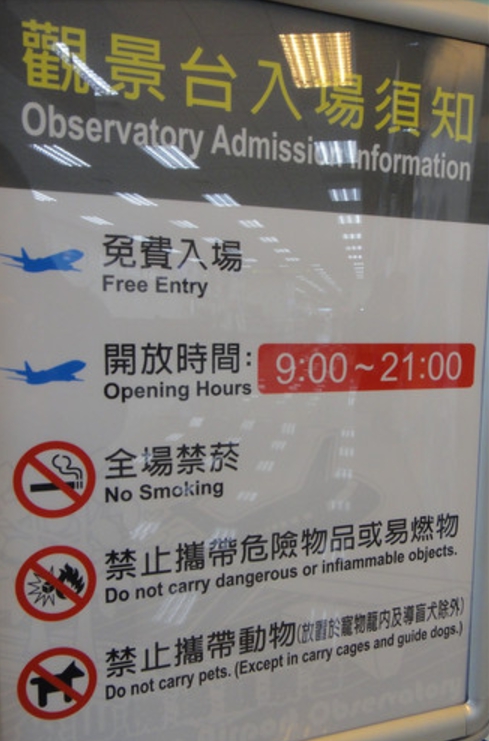 觀景台入場須知
Observatory Admission Information
免費入場
Free Entry
開放時間: 9:00~21:00
Opening Hours
全場禁菸
No Smoking
禁止攜帶危險物品或易燃物
Do not carry dangerous or inflammable objects.
禁止攜帶動物(放置於寵物籠內及導盲犬除外)
Do not carry pets. (Except in carry cages and guide dogs.)
Airport Observatory